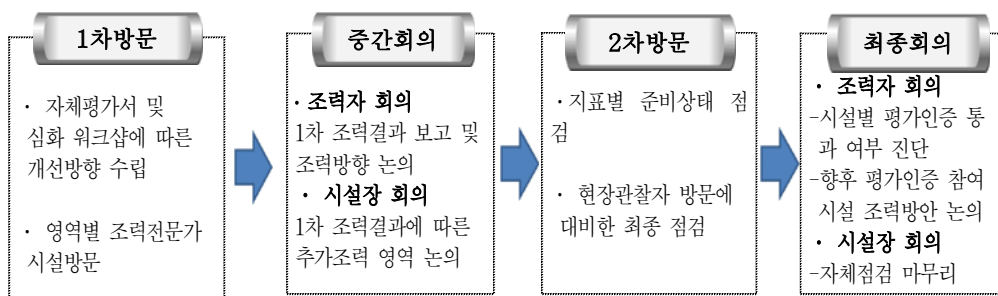 1차방문
· 자체평가서 및
심화 워크샵에 따른
개선방향 수립
· 영역별 조력전문가
시설방문
중간회의
· 조력자 회의
1차 조력결과 보고 및
조력방향 논의
· 시설장 회의
1차 조력결과에 따른
추가조력 영역 논의
2차방문
· 지표별 준비상태 점
검
· 현장관찰자 방문에
대비한 최종 점검
최종회의
· 조력자 회의
-시설별 평가인증 통
과 여부 진단
-향후 평가인증 참여
시설 조력방안 논의
· 시설장 회의
-자체점검 마무리